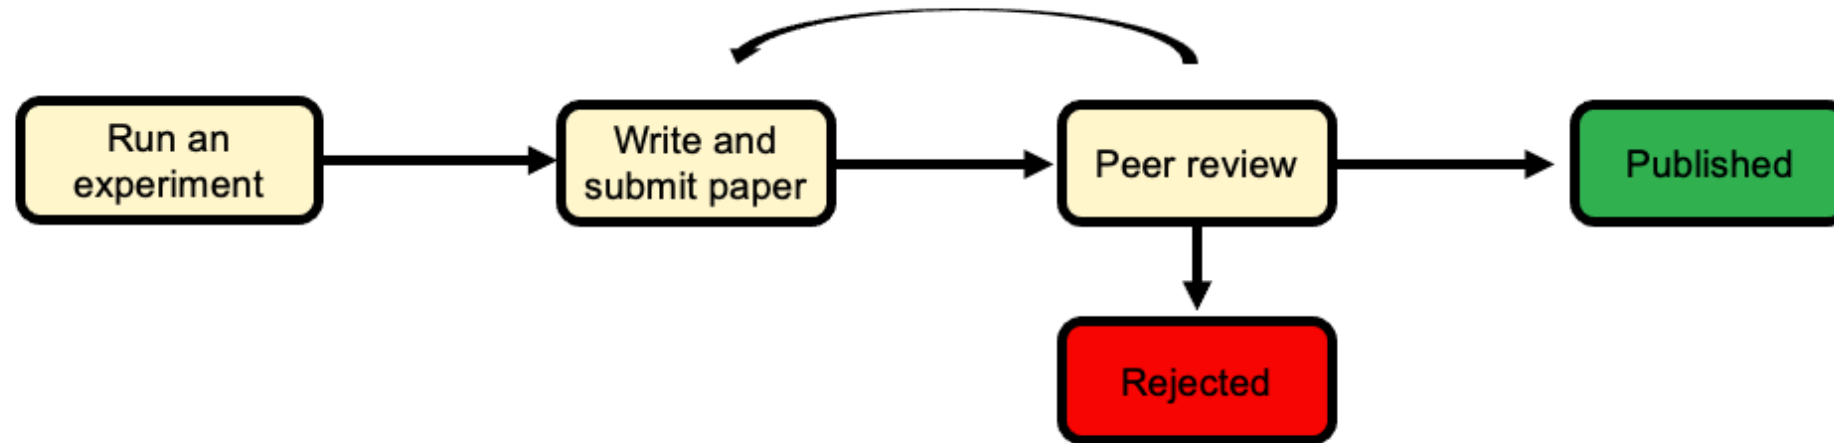 Run an
experiment
Write and
submit paper
Peer review
Published
Rejected